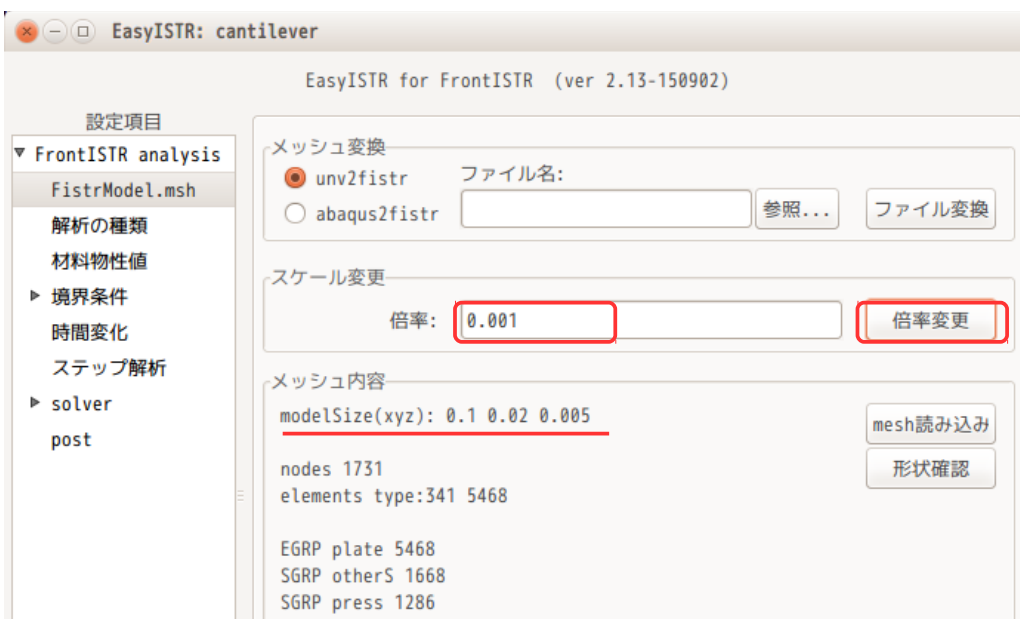 EasyISTR: cantilever
EasyISTR for FrontISTR (ver 2.13-150902)
設定項目
FrontISTR analysis
FistrModel.msh
解析の種類
材料物性値
境界条件
時間変化
ステップ解析
solver
post
メッシュ変換
unv2fistr
ファイル名:
abaqus2fistr
参照...
ファイル変換
スケール変更
倍率:
0.001
倍率変更
メッシュ内容
modelSize(xyz): 0.1 0.02 0.005
mesh読み込み
nodes 1731
形状確認
elements type:341 5468
EGRP plate 5468
SGRP otherS 1668
SGRP press 1286